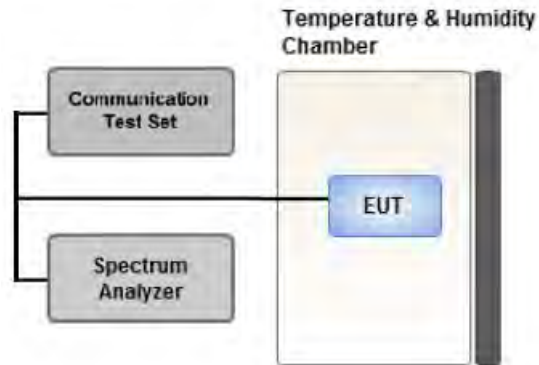 Temperature & Humidity
Chamber
Communication
Test Set
EUT
Spectrum
Analyzer